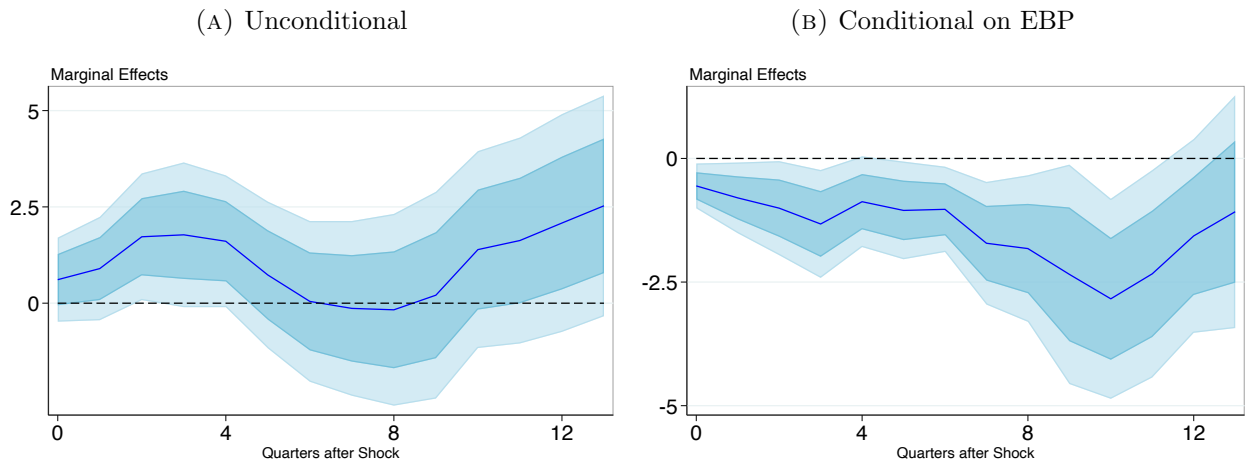 (A) Unconditional
Marginal Effects
5
2.5
0
0 4 8 12
Quarters after Shock
(B) Conditional on EBP
Marginal Effects
0
-2.5
-5
0 4 8 12
Quarters after Shock